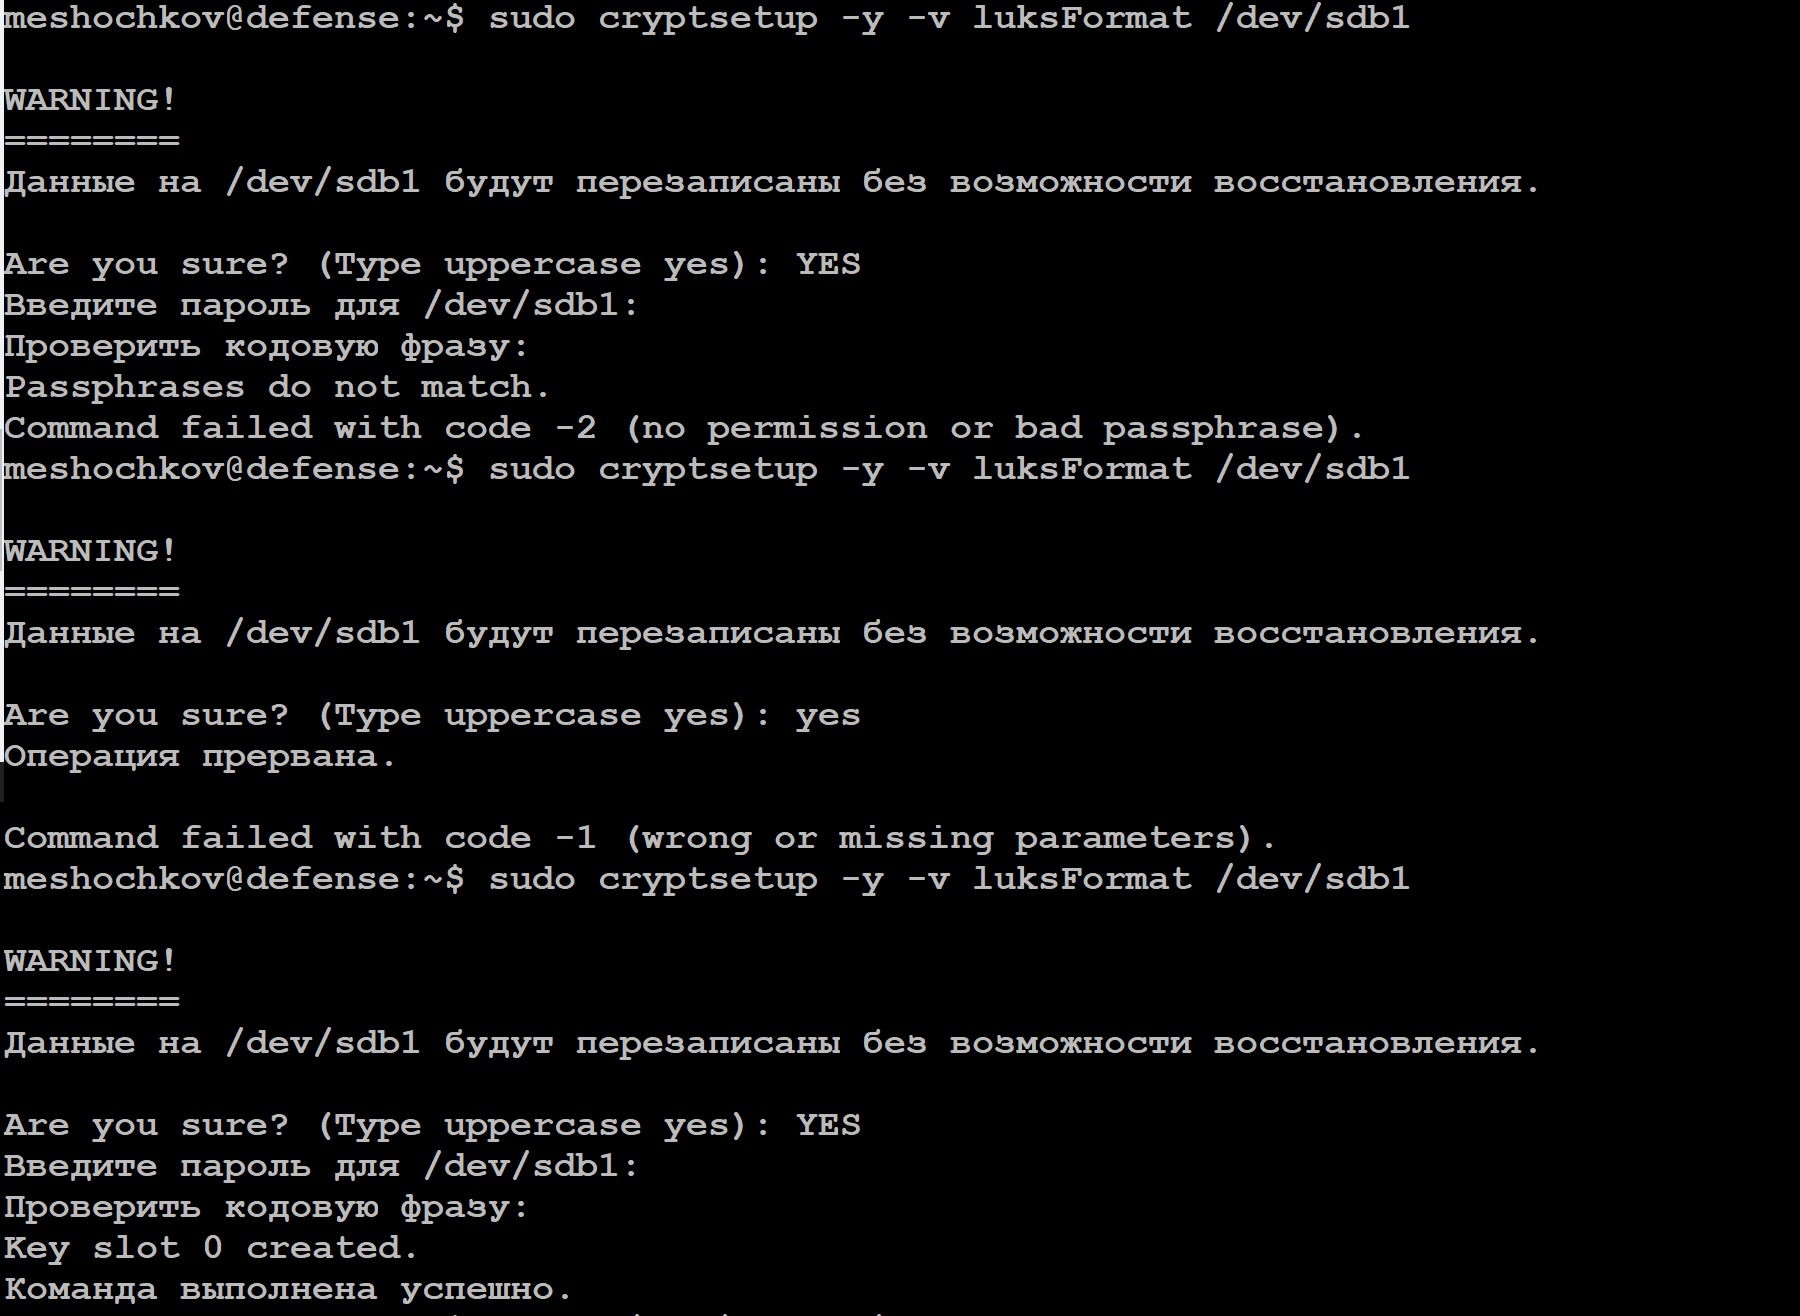 meshochkov@defense:~$ sudo cryptsetup -y -v luksFormat /dev/sdb1
WARNING!
========
Данные на /dev/sdb1 будут перезаписаны без возможности восстановления.
Are you sure? (Type uppercase yes): YES
Введите пароль для /dev/sdb1:
Проверить кодовую фразу:
Passphrases do not match.
Command failed with code -2 (no permission or bad passphrase).
meshochkov@defense:~$ sudo cryptsetup -y -v luksFormat /dev/sdb1
WARNING!
========
Данные на /dev/sdb1 будут перезаписаны без возможности восстановления.
Are you sure? (Type uppercase yes): yes
Операция прервана.
Command failed with code -1 (wrong or missing parameters).
meshochkov@defense:~$ sudo cryptsetup -y -v luksFormat /dev/sdb1
WARNING!
========
Данные на /dev/sdb1 будут перезаписаны без возможности восстановления.
Are you sure? (Type uppercase yes): YES
Введите пароль для /dev/sdb1:
Проверить кодовую фразу:
Key slot 0 created.
Команда выполнена успешно.